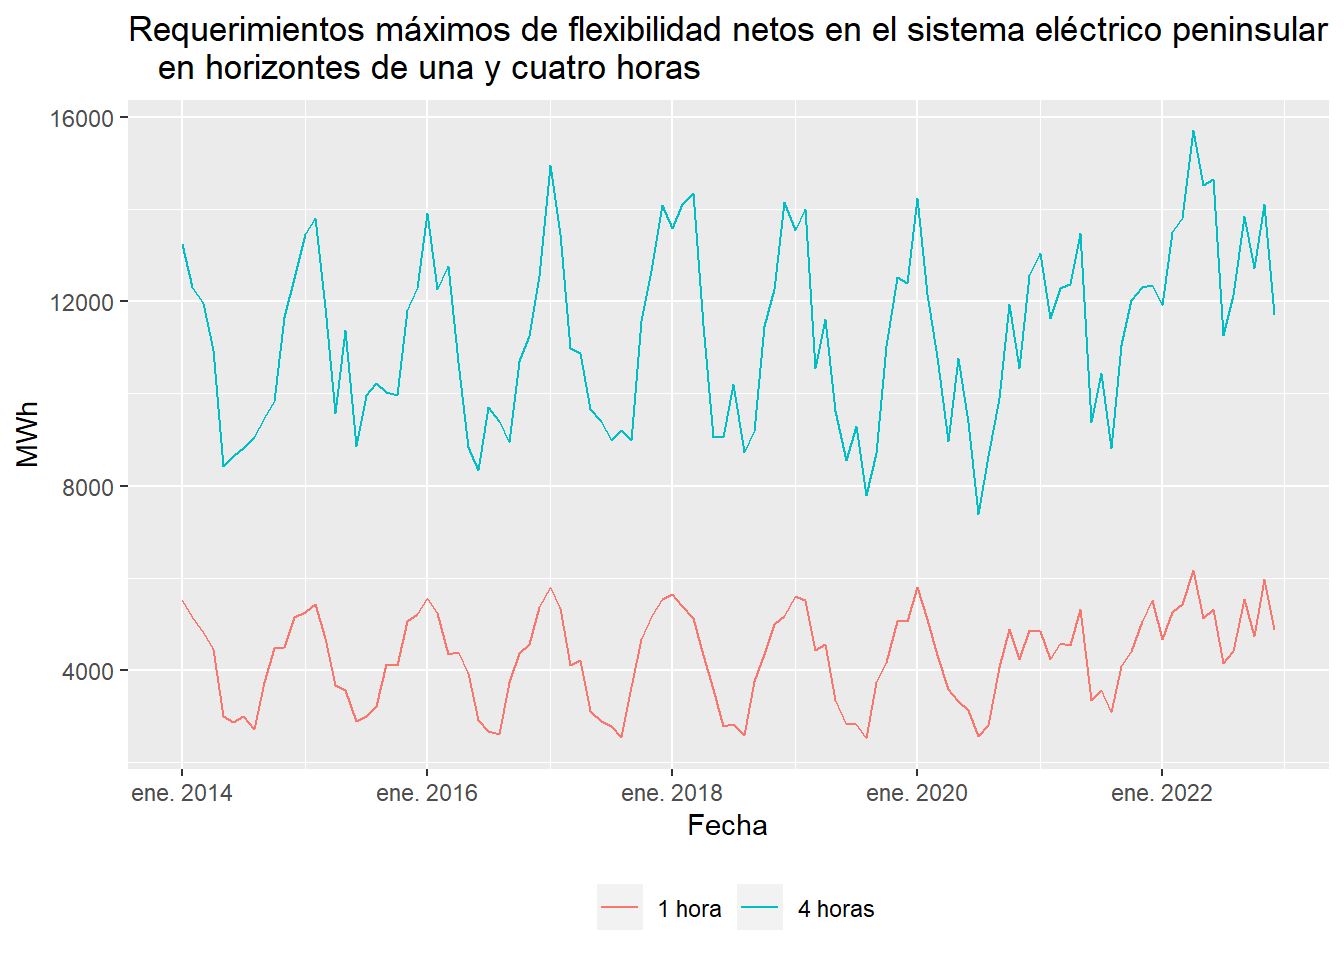 Requerimientos máximos de flexibilidad netos en el sistema eléctrico peninsular
en horizontes de una y cuatro horas
16000
12000
8000
4000
MWh
ene. 2014
ene. 2016
ene. 2018
ene. 2020
ene. 2022
Fecha
1 hora
4 horas